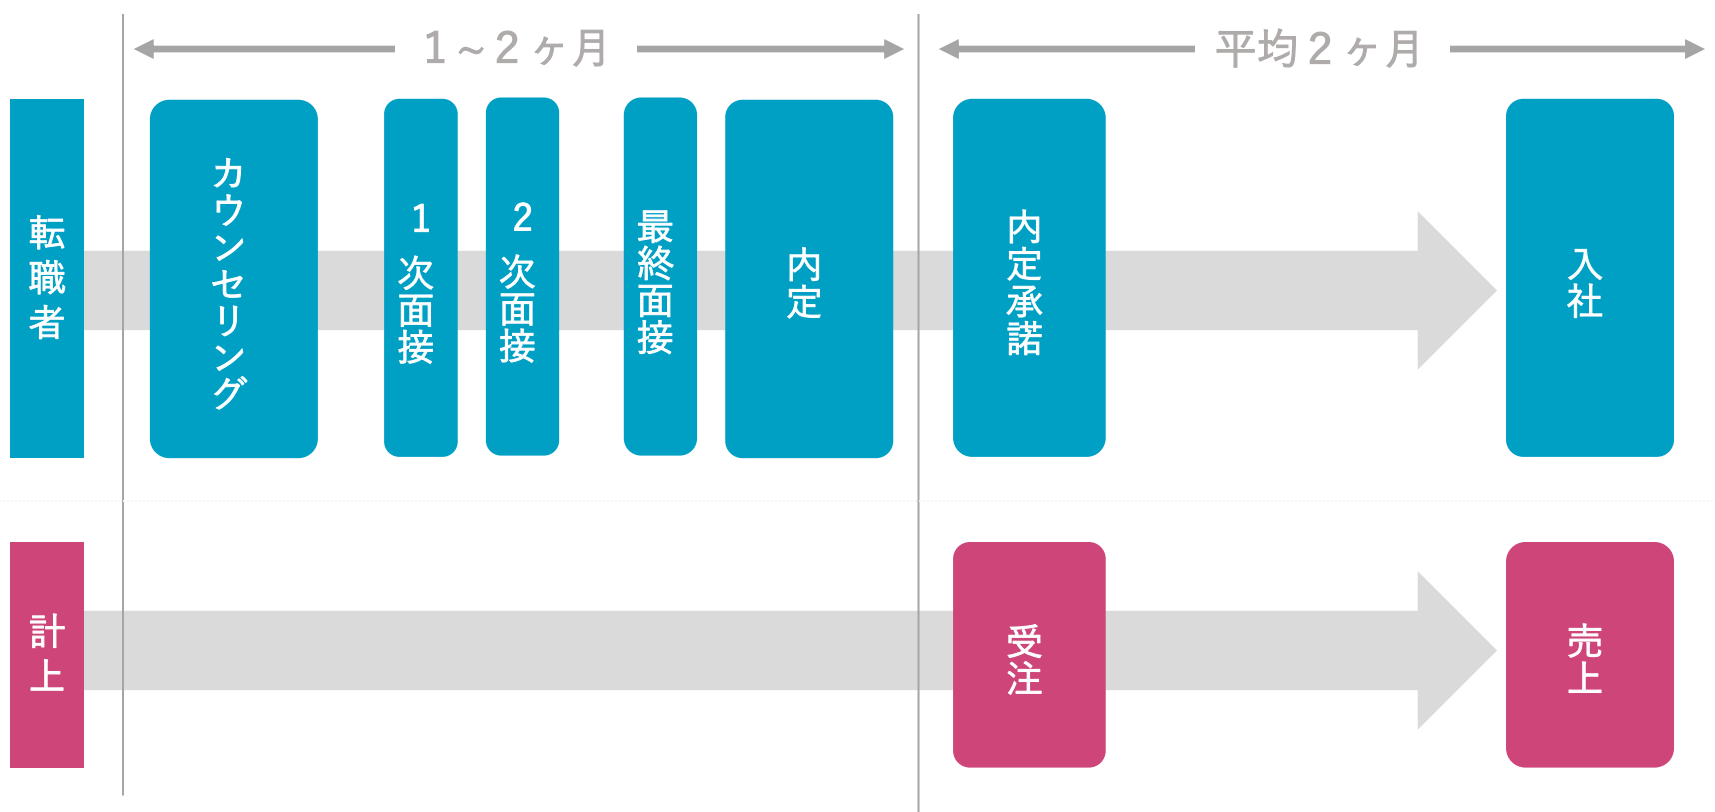 1~2ヶ月
平均2ヶ月
転職者
カウンセリング
1次面接
2次面接
最終面接
内定
内定承諾
入社
計上
受注
売上